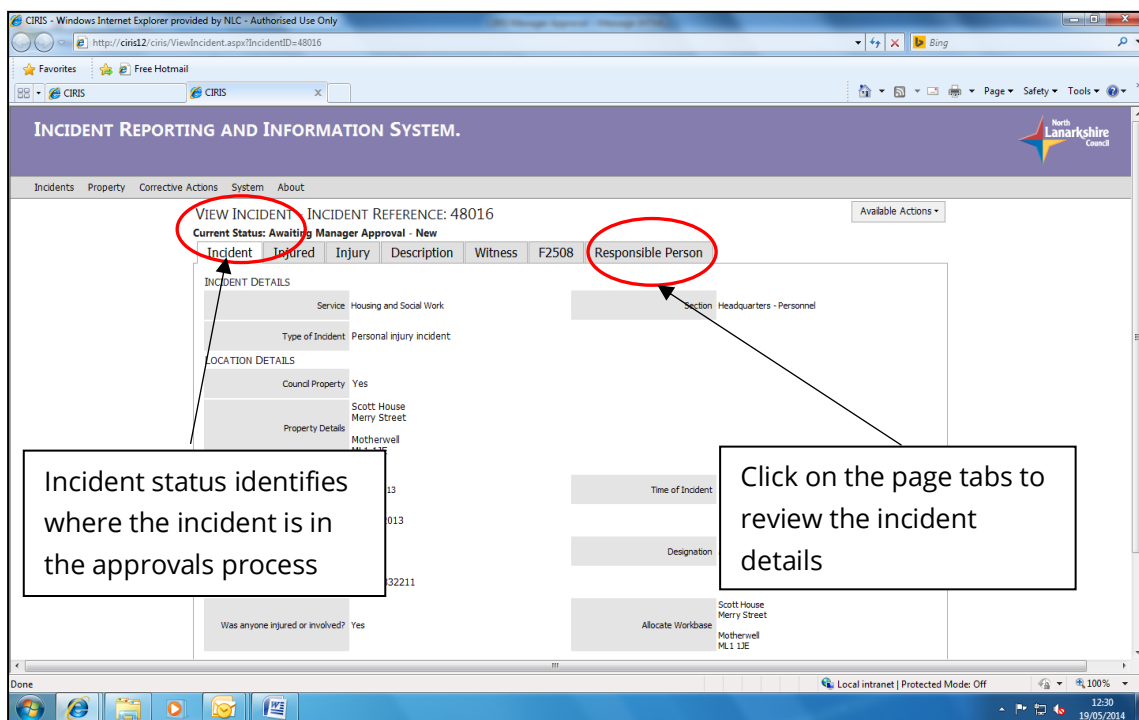 CIRIS - Windows Internet Explorer provided by NLC - Authorised Use Only
http://ciris12/ciris/ViewIncident.aspx?IncidentID=48016
Bing
Favorites Free Hotmail
CIRIS CIRIS X Page Safety Tools
INCIDENT REPORTING AND INFORMATION SYSTEM.
North
Lanarkshire
Council
Incidents Property Corrective Actions System About
VIEW INCIDENT - INCIDENT REFERENCE: 48016
Available Actions
Current Status: Awaiting Manager Approval - New
Incident Injured Injury Description Witness F2508 Responsible Person
INCIDENT DETAILS
Service Housing and Social Work Section Headquarters - Personnel
Type of Incident Personal injury incident
LOCATION DETAILS
Council Property Yes
Property Details
Scott House
Merry Street
Motherwell
Incident status identifies
where the incident is in
the approvals process
13
Time of Incident
013
Designation
32211
Click on the page tabs to
review the incident
details
Was anyone injured or involved? Yes
Allocate Workbase
Scott House
Merry Street
Motherwell
ML1 1JE
Done Local intranet | Protected Mode: Off 100%
12:30
19/05/2014